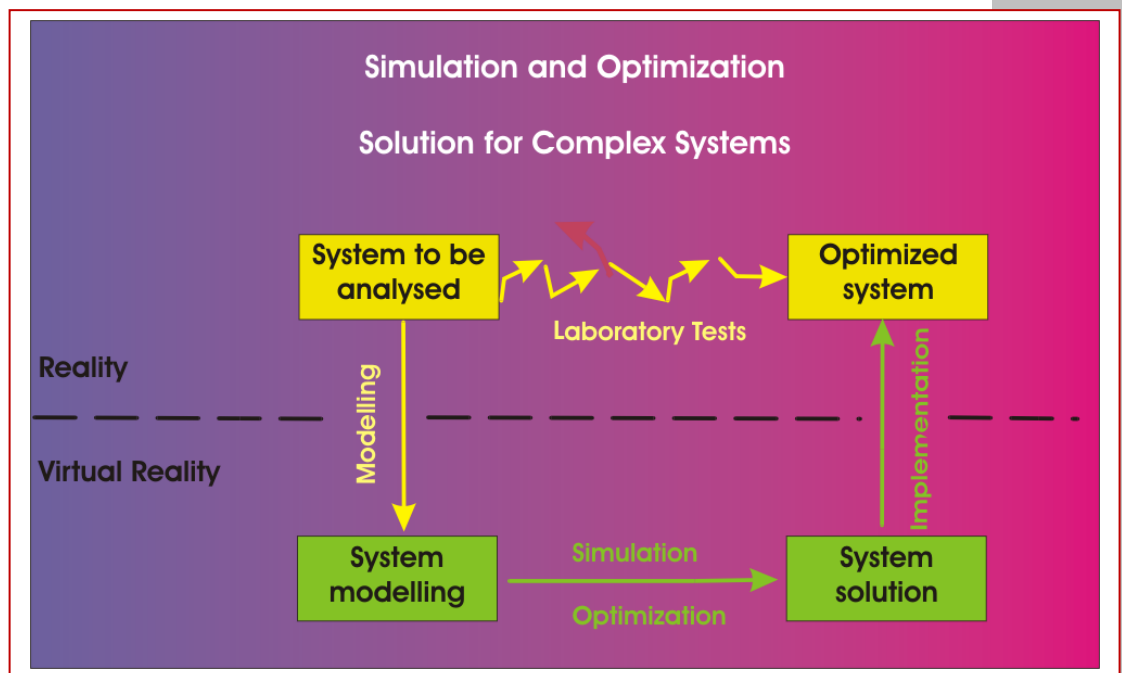 Simulation and Optimization
Solution for Complex Systems
System to be
analysed
Optimized
system
Laboratory Tests
Reality
Modelling
Implementation
Virtual Reality
System
modelling
Simulation
Optimization
System
solution